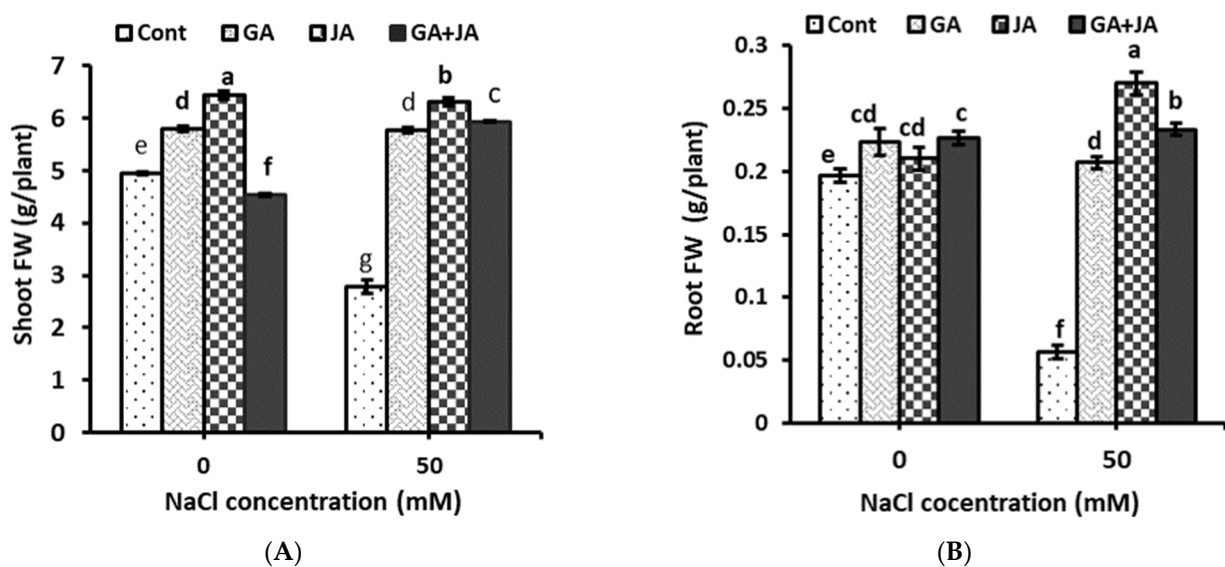 Cont GA JA GA+JA
Shoot FW (g/plant)
7
6
5
4
3
2
1
0
e d a f g d b c
0 50
NaCl concentration (mM)
(A)
Cont GA JA GA+JA
Root FW (g/plant)
0.3
0.25
0.2
0.15
0.1
0.05
0
e cd cd c f d a b
0 50
NaCl cocentration (mM)
(B)